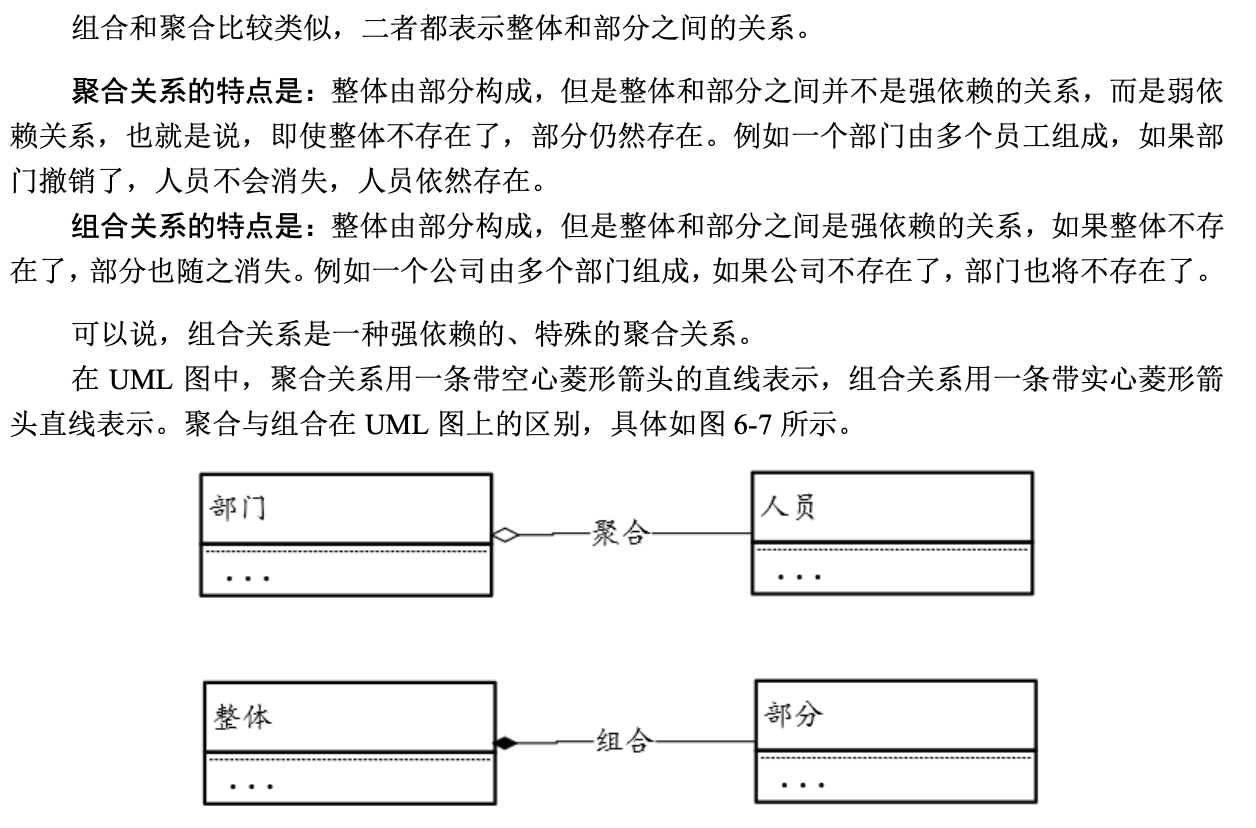 组合和聚合比较类似，二者都表示整体和部分之间的关系。
聚合关系的特点是：整体由部分构成，但是整体和部分之间并不是强依赖的关系，而是弱依
赖关系，也就是说，即使整体不存在了，部分仍然存在。例如一个部门由多个员工组成，如果部
门撤销了，人员不会消失，人员依然存在。
组合关系的特点是：整体由部分构成，但是整体和部分之间是强依赖的关系，如果整体不存
在了，部分也随之消失。例如一个公司由多个部门组成，如果公司不存在了，部门也将不存在了。
可以说，组合关系是一种强依赖的、特殊的聚合关系。
在 UML 图中，聚合关系用一条带空心菱形箭头的直线表示，组合关系用一条带实心菱形箭
头直线表示。聚合与组合在 UML 图上的区别，具体如图 6-7 所示。
部门
聚合
人员
...
...
整体
组合
部分
...
...